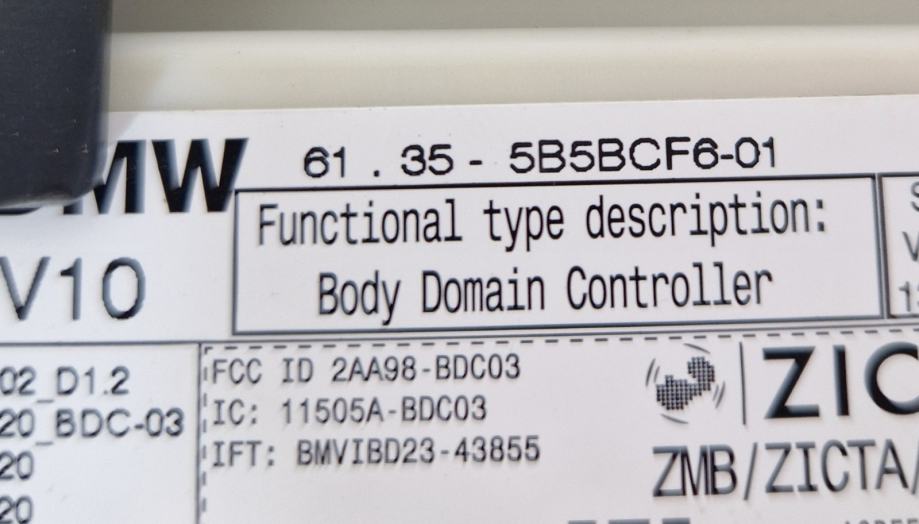 BMW 61 . 35 - 5B5BCF6-01
Functional type description:
V10
Body Domain Controller
02_D1.2
20_BDC-03
20
20
FCC ID 2AA98-BDC03
IC: 11505A-BDC03
IFT: BMVIBD23-43855
ZIC
ZMB/ZICTA/